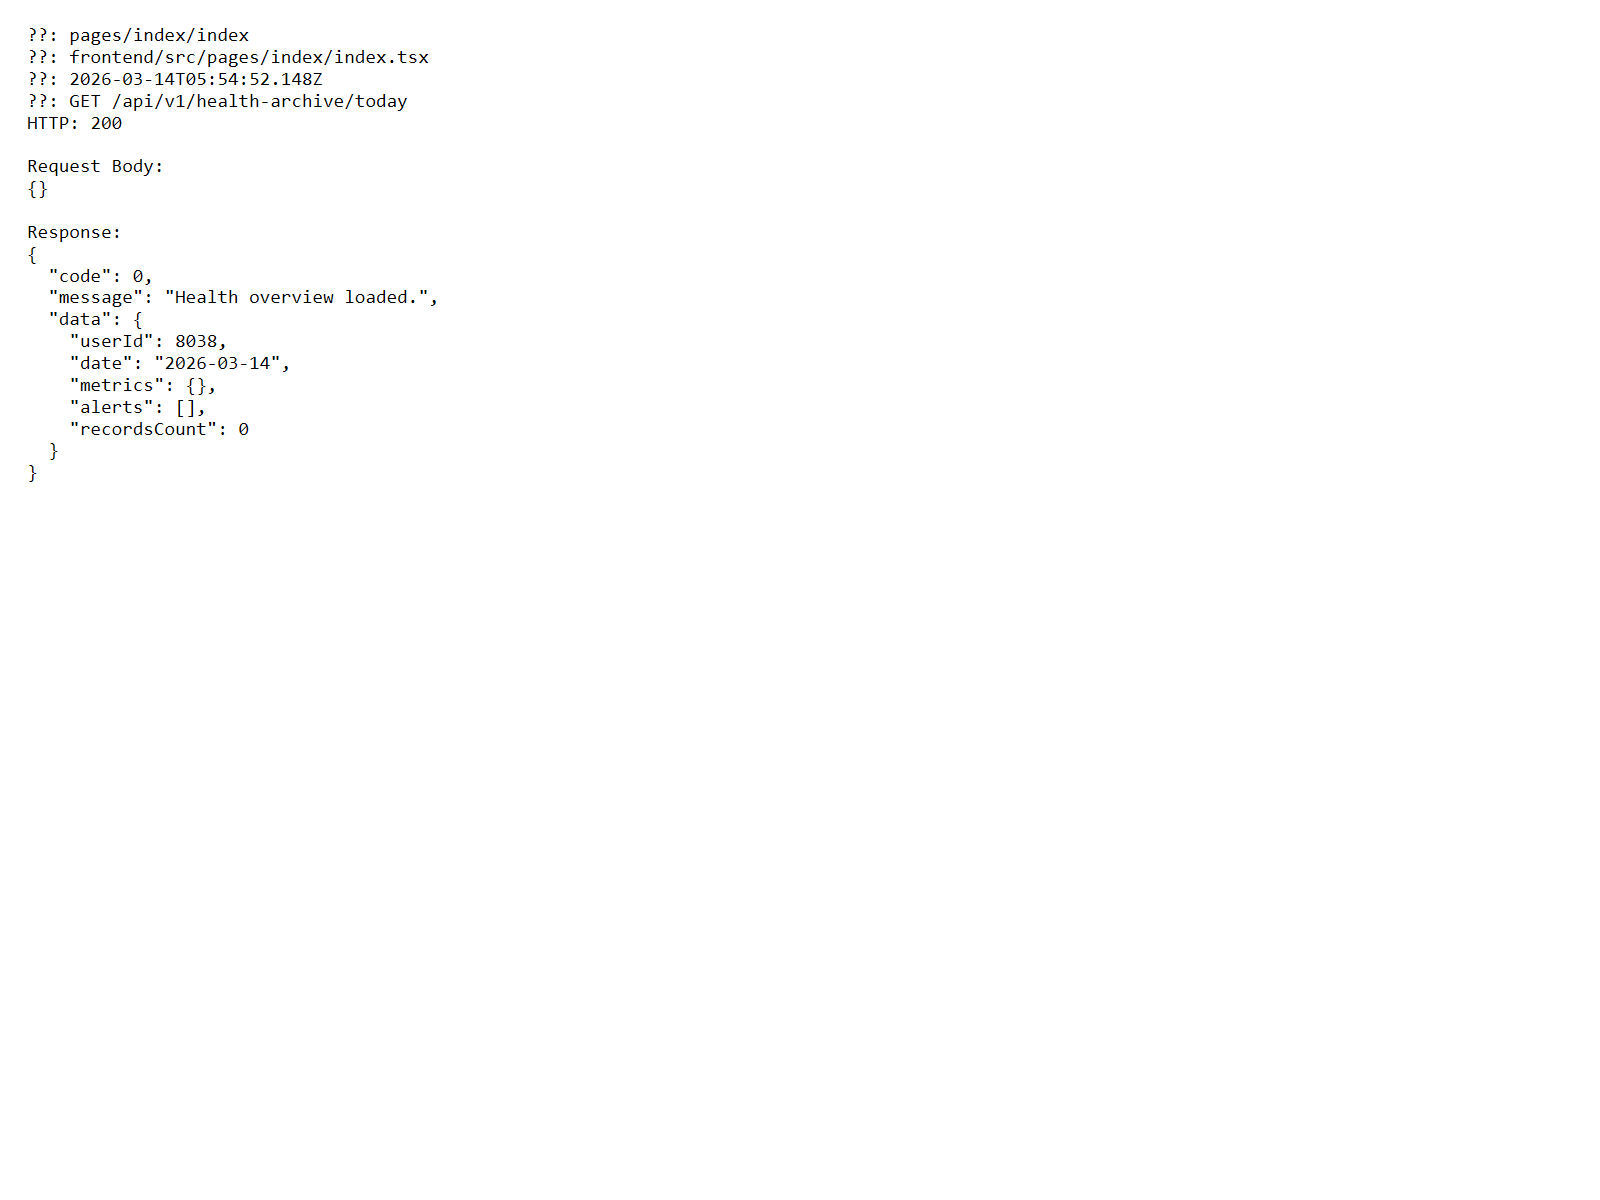 ??: pages/index/index
??: frontend/src/pages/index/index.tsx
??: 2026-03-14T05:54:52.148Z
??: GET /api/v1/health-archive/today
HTTP: 200

Request Body:
{}

Response:
{
  "code": 0,
  "message": "Health overview loaded.",
  "data": {
    "userId": 8038,
    "date": "2026-03-14",
    "metrics": {},
    "alerts": [],
    "recordsCount": 0
  }
}